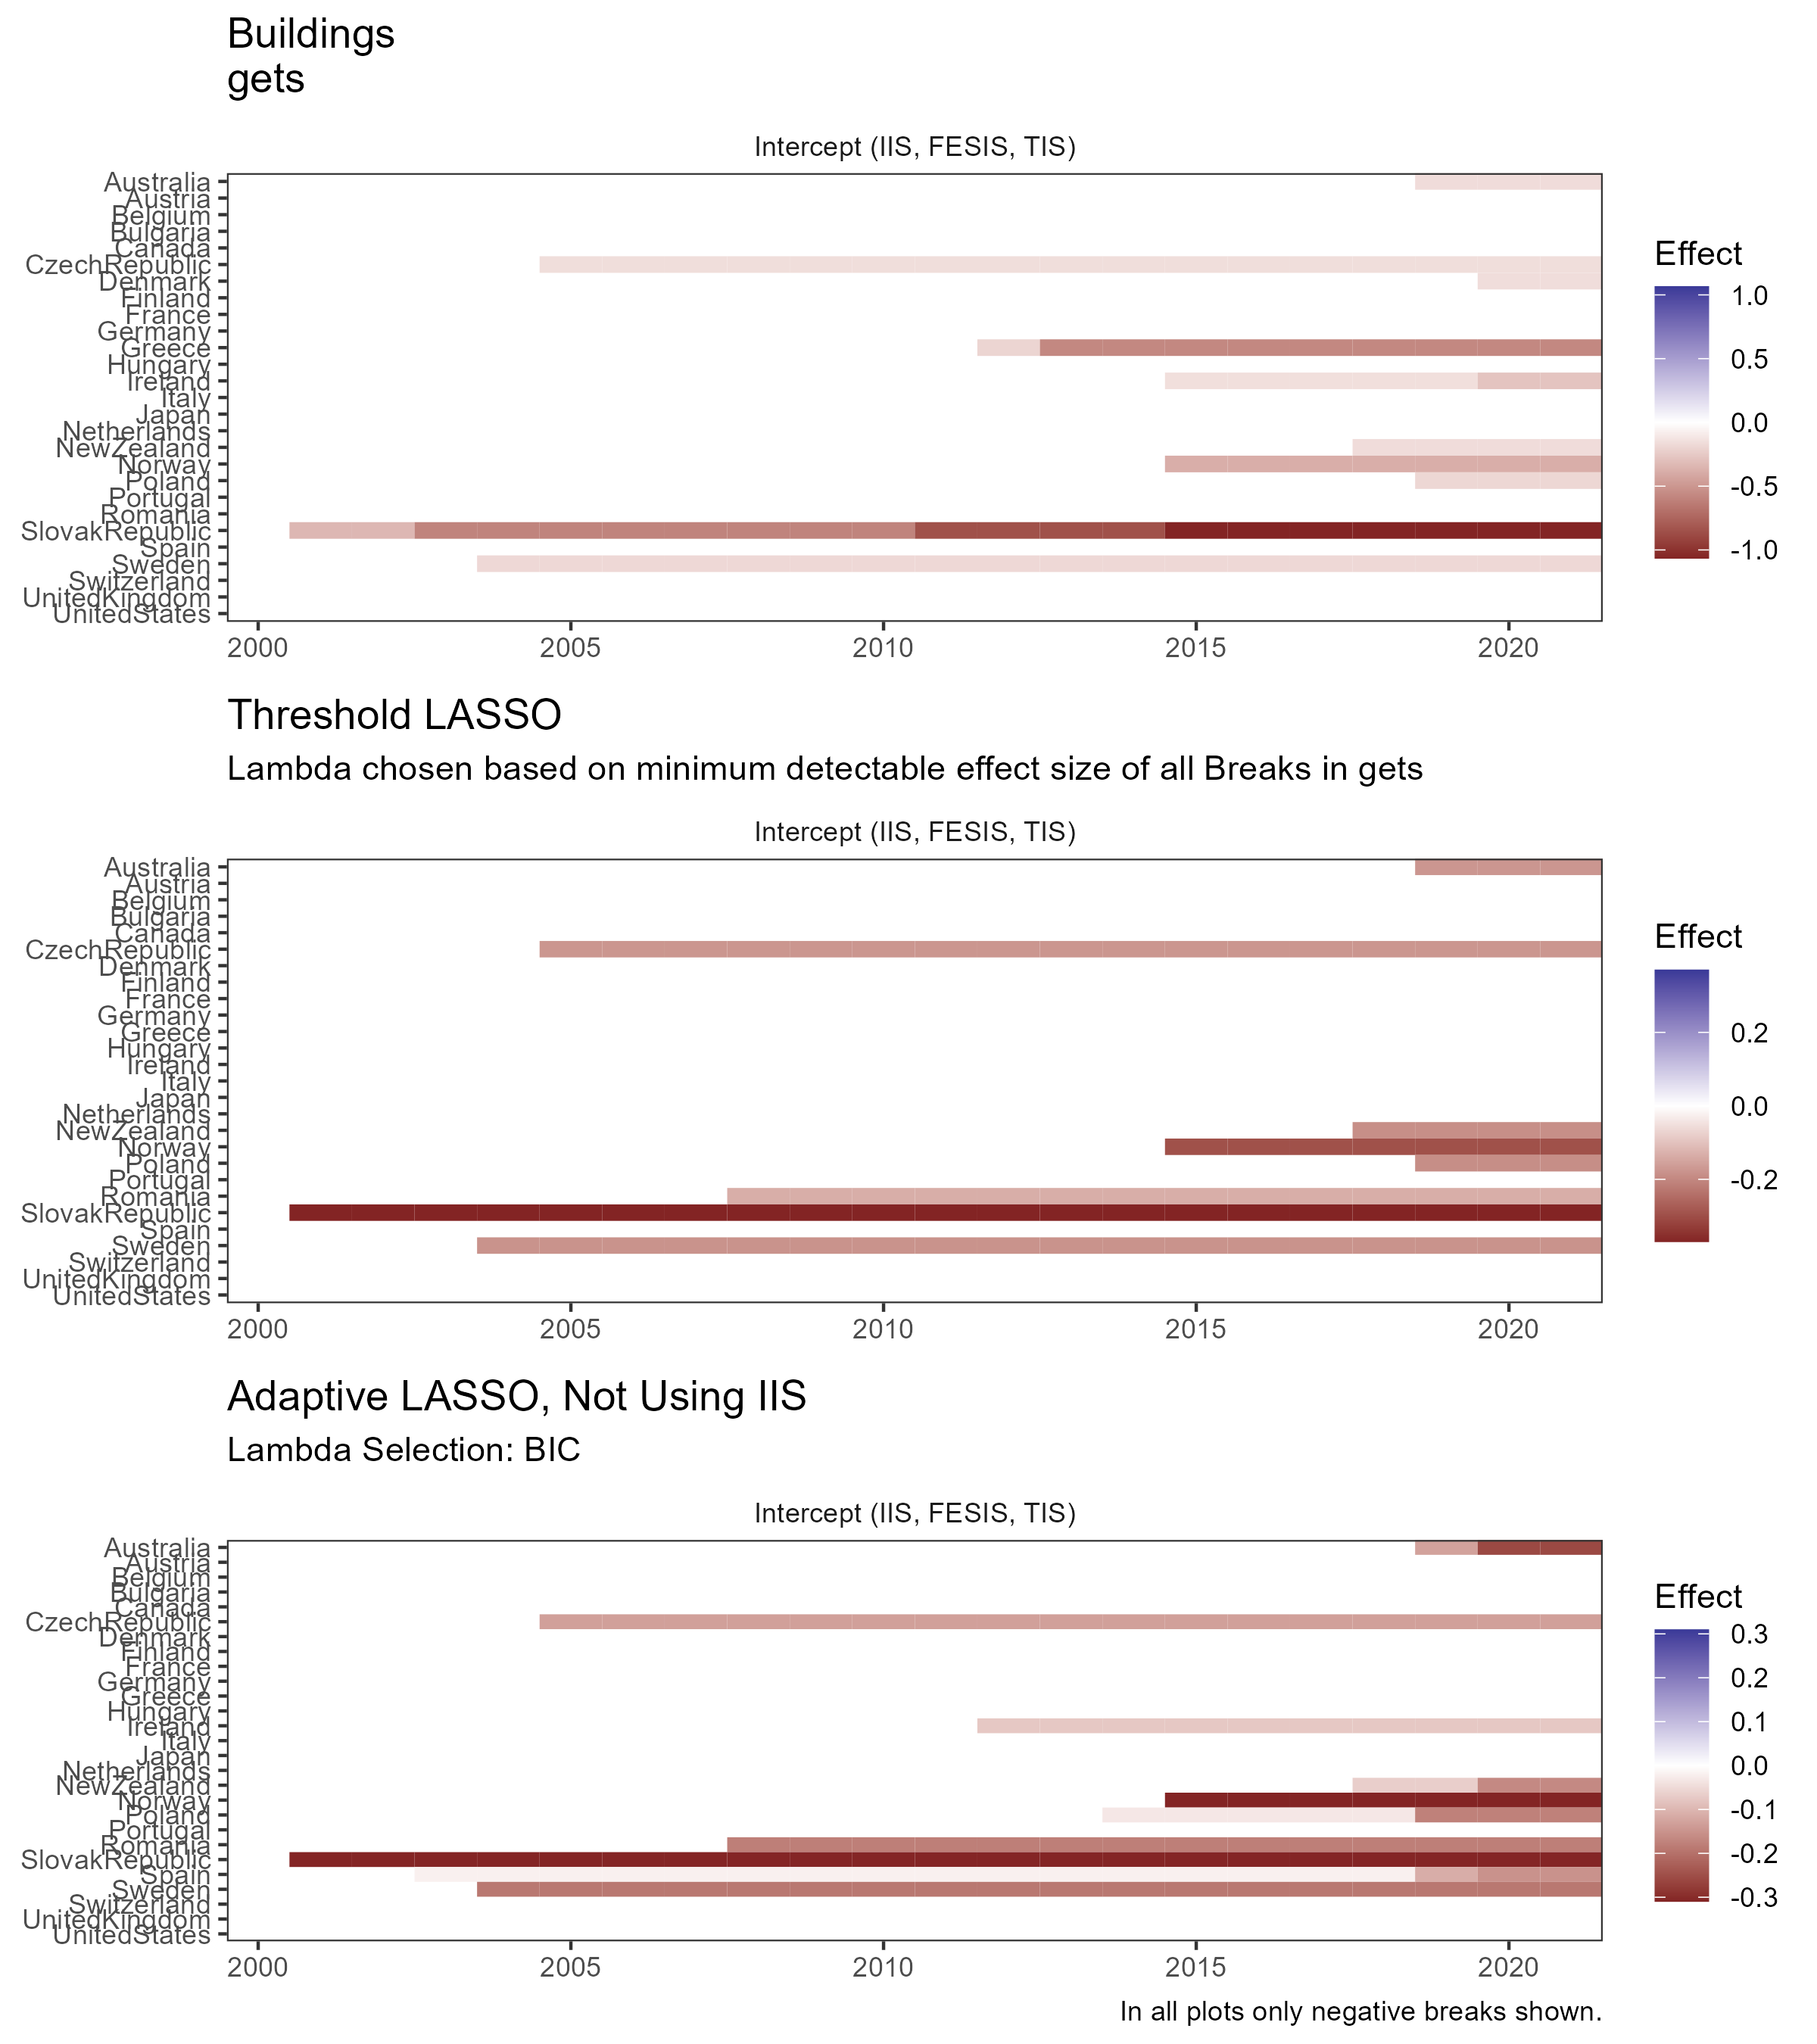 Buildings
gets
Intercept (IIS, FESIS, TIS)
Australia
Austria
Belgium
Bulgaria
Canada
CzechRepublic
Denmark
Finland
France
Germany
Greece
Hungary
Ireland
Italy
Japan
Netherlands
NewZealand
Norway
Poland
Portugal
Romania
SlovakRepublic
Spain
Sweden
Switzerland
UnitedKingdom
UnitedStates
2000 2005 2010 2015 2020
Effect
1.0
0.5
0.0
-0.5
-1.0
Threshold LASSO
Lambda chosen based on minimum detectable effect size of all Breaks in gets
Intercept (IIS, FESIS, TIS)
Australia
Austria
Belgium
Bulgaria
Canada
CzechRepublic
Denmark
Finland
France
Germany
Greece
Hungary
Ireland
Italy
Japan
Netherlands
NewZealand
Norway
Poland
Portugal
Romania
SlovakRepublic
Spain
Sweden
Switzerland
UnitedKingdom
UnitedStates
2000 2005 2010 2015 2020
Effect
0.2
0.0
-0.2
Adaptive LASSO, Not Using IIS
Lambda Selection: BIC
Intercept (IIS, FESIS, TIS)
Australia
Austria
Belgium
Bulgaria
Canada
CzechRepublic
Denmark
Finland
France
Germany
Greece
Hungary
Ireland
Italy
Japan
Netherlands
NewZealand
Norway
Poland
Portugal
Romania
SlovakRepublic
Spain
Sweden
Switzerland
UnitedKingdom
UnitedStates
2000 2005 2010 2015 2020
Effect
0.3
0.2
0.1
0.0
-0.1
-0.2
-0.3
In all plots only negative breaks shown.